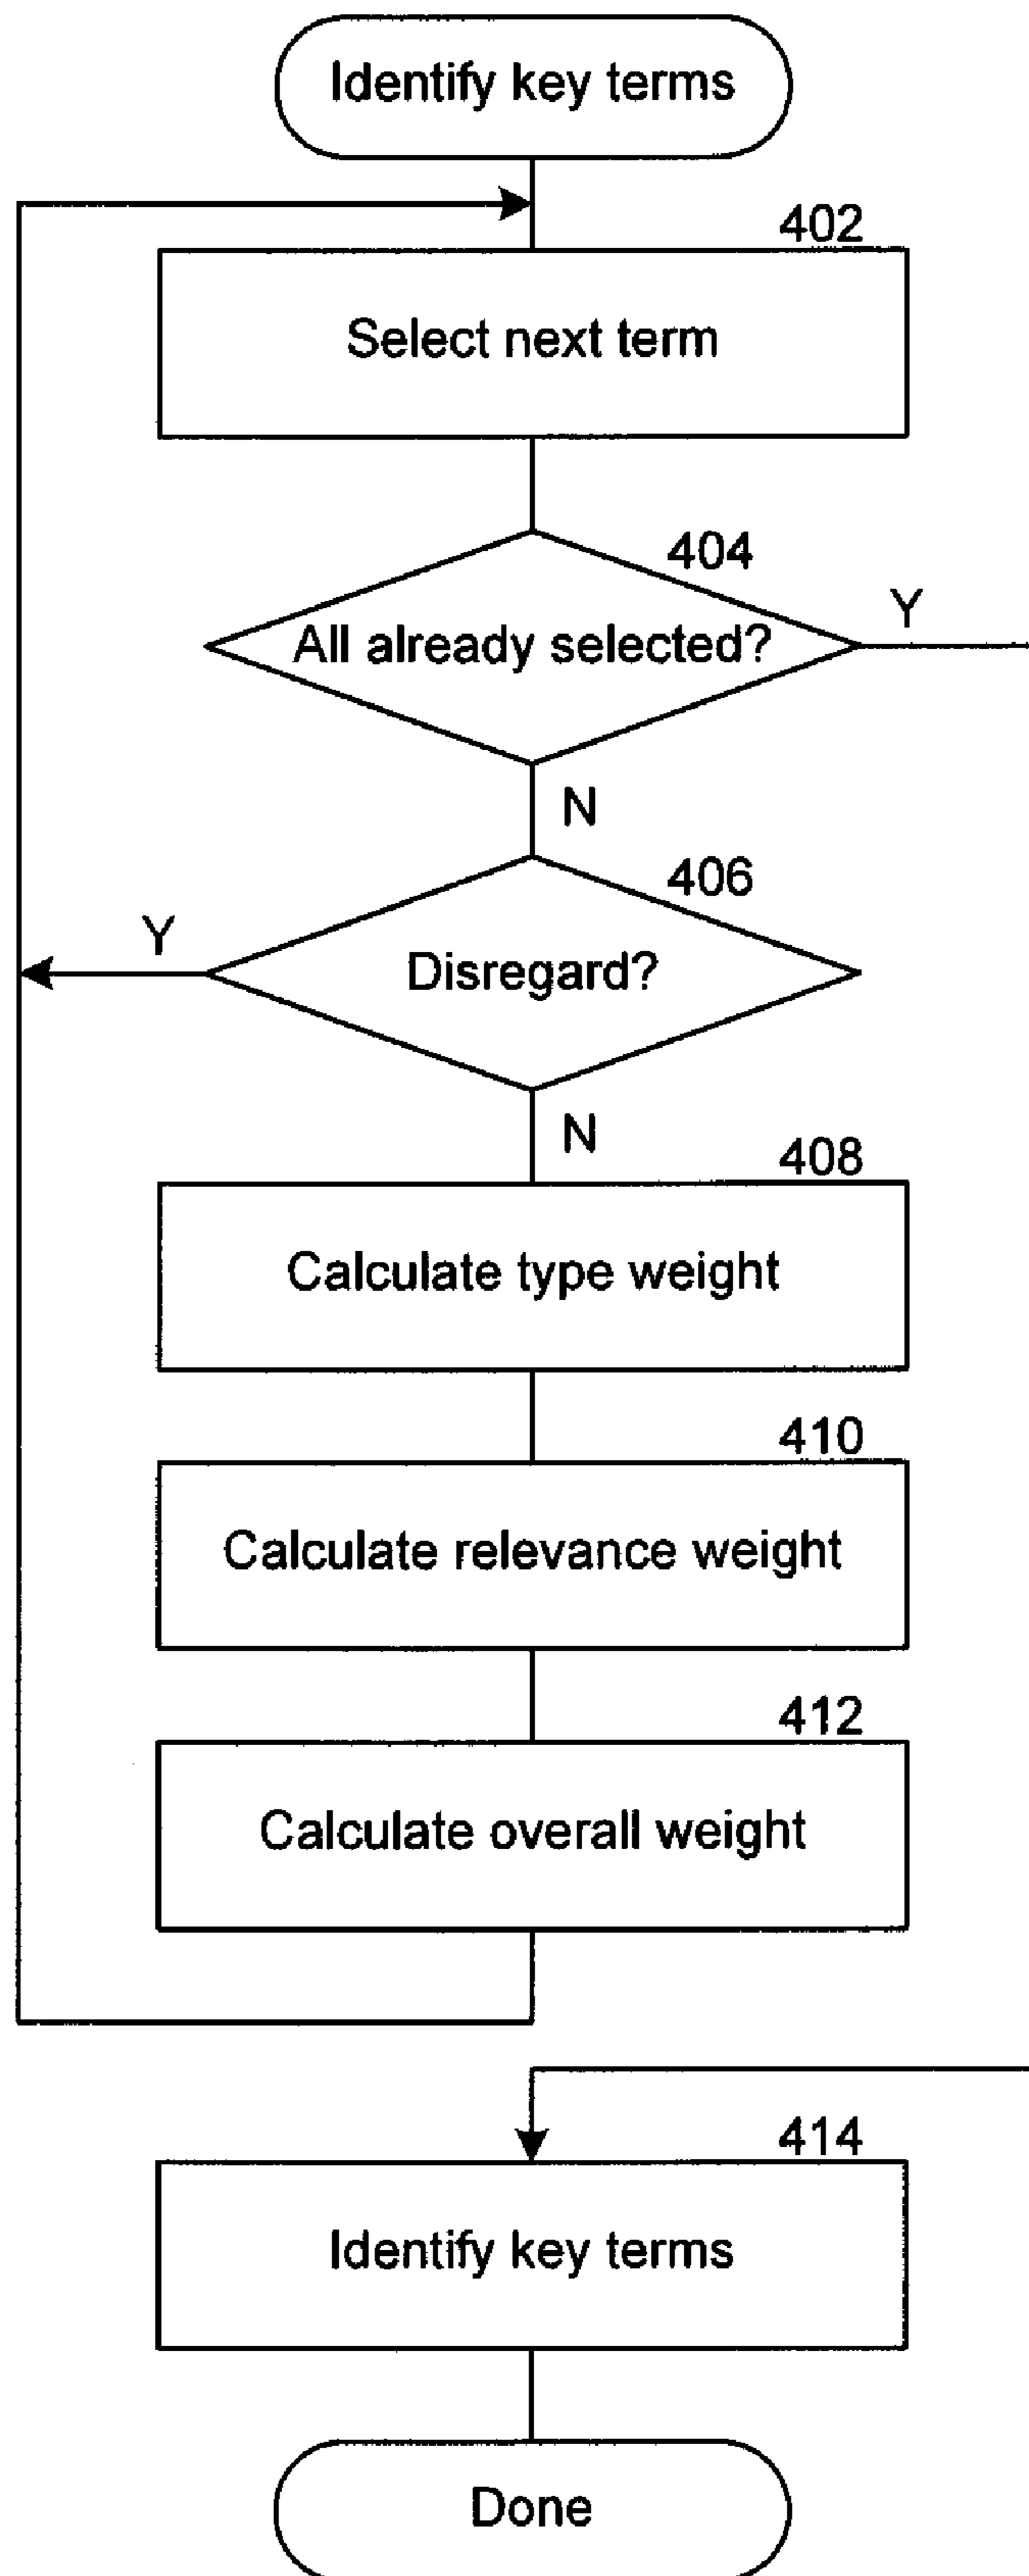 Identify key terms
402
Select next term
404
Y
All already selected?
N
406
Y
Disregard?
N
408
Calculate type weight
410
Calculate relevance weight
412
Calculate overall weight
414
Identify key terms
Done